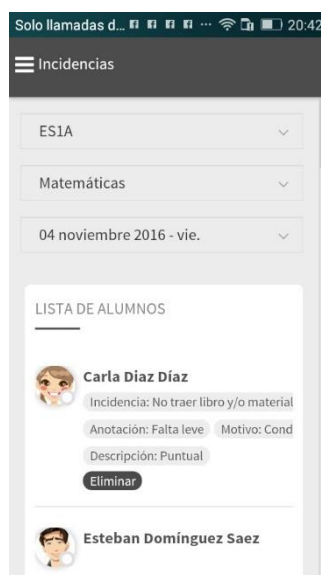 Solo llamadas d... 20:42
Incidencias
ES1A
Matemáticas
04 noviembre 2016 - vie.
LISTA DE ALUMNOS
Carla Diaz Díaz
Incidencia: No traer libro y/o material
Anotación: Falta leve Motivo: Cond
Descripción: Puntual
Eliminar
Esteban Domínguez Saez